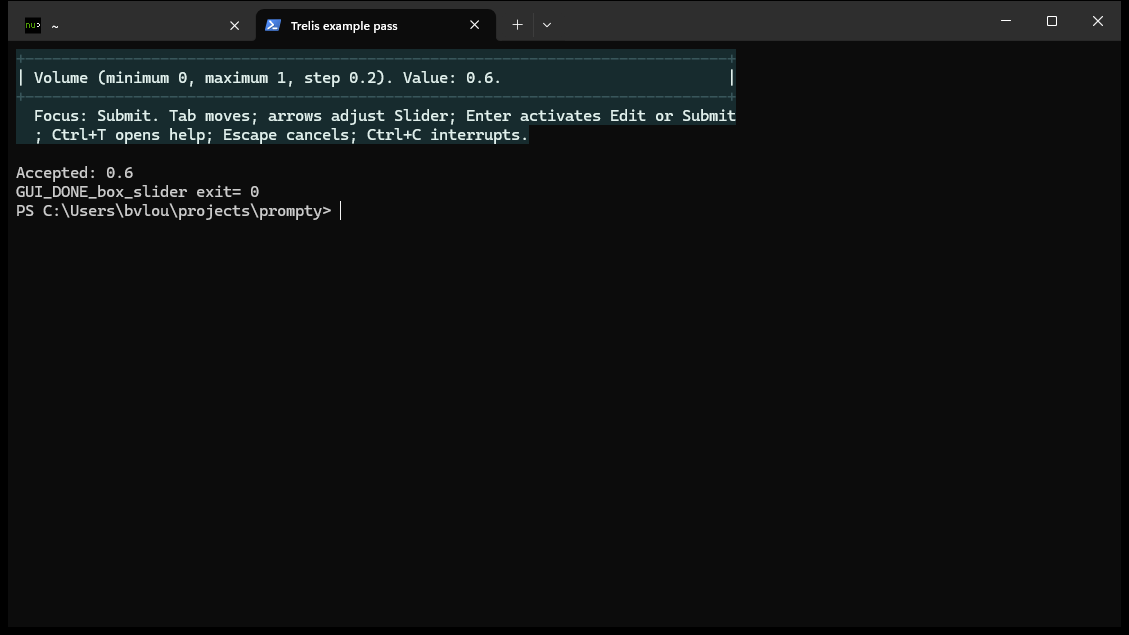 nu> ~
Trelis example pass
| Volume (minimum 0, maximum 1, step 0.2). Value: 0.6. |
Focus: Submit. Tab moves; arrows adjust Slider; Enter activates Edit or Submit
; Ctrl+T opens help; Escape cancels; Ctrl+C interrupts.
Accepted: 0.6
GUI_DONE_box_slider exit= 0
PS C:\Users\bvlou\projects\prompty>